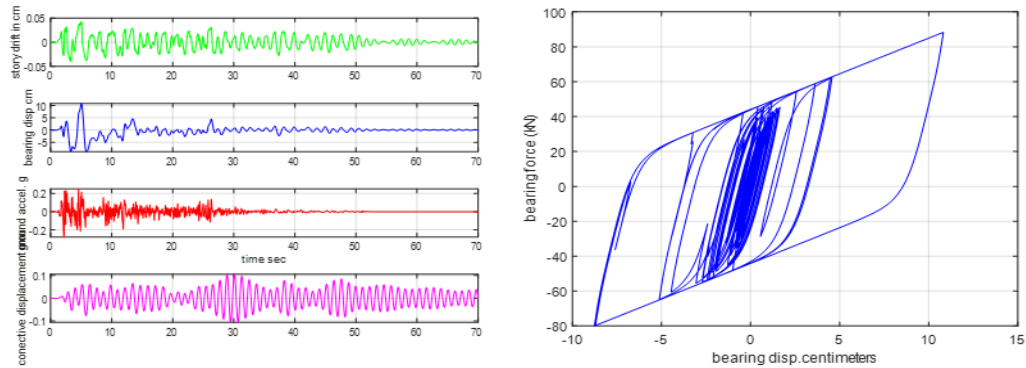 story drift in cm
0.05
0
-0.05
0 10 20 30 40 50 60 70
bearing disp cm
10
5
0
-5
0 10 20 30 40 50 60 70
accel. g
0.2
0
-0.2
0 10 20 30 40 50 60 70
time sec
conective displacement
0.1
0
-0.1
0 10 20 30 40 50 60 70
bearing force (kN)
100
80
60
40
20
0
-20
-40
-60
-80
-10 -5 0 5 10 15
bearing disp.centimeters